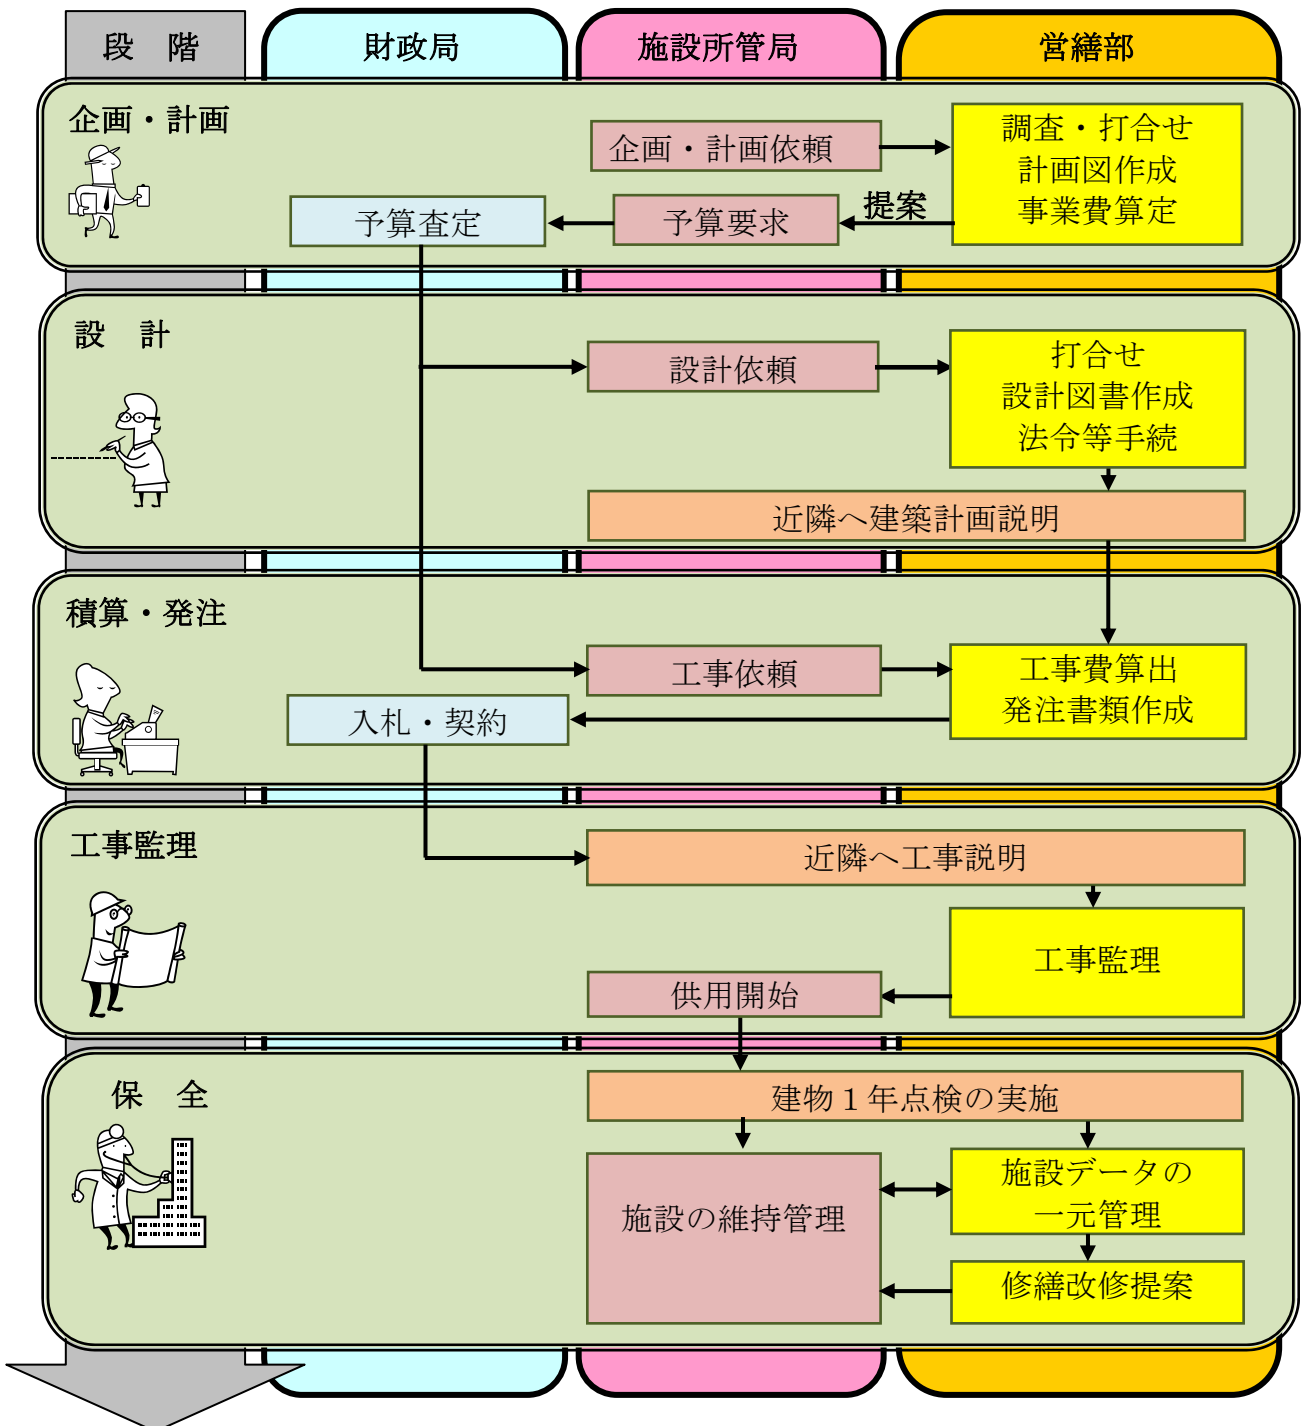 段　階
財政局
施設所管局
営繕部
企画・計画
企画・計画依頼
調査・打合せ
計画図作成
事業費算定
提案
予算要求
予算査定
設　計
設計依頼
打合せ
設計図書作成
法令等手続
近隣へ建築計画説明
積算・発注
工事依頼
工事費算出
発注書類作成
入札・契約
工事監理
近隣へ工事説明
工事監理
供用開始
保　全
建物１年点検の実施
施設の維持管理
施設データの
一元管理
修繕改修提案